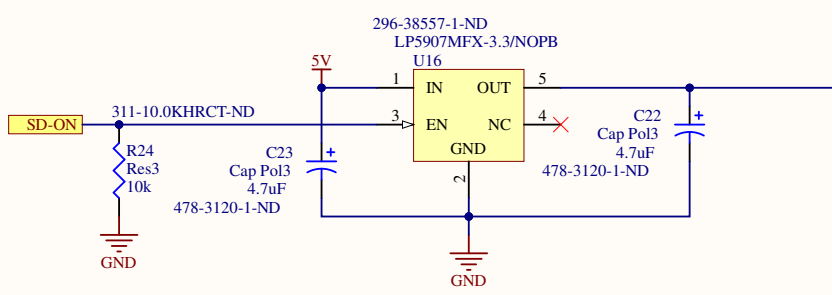 296-38557-1-ND
LP5907MFX-3.3/NOPB
U16
5V
1
IN
OUT
5
311-10.0KHRCT-ND
SD-ON
3
EN
NC
4
C22
Cap Pol3
4.7uF
478-3120-1-ND
R24
Res3
10k
C23
Cap Pol3
4.7uF
478-3120-1-ND
GND
2
GND
GND